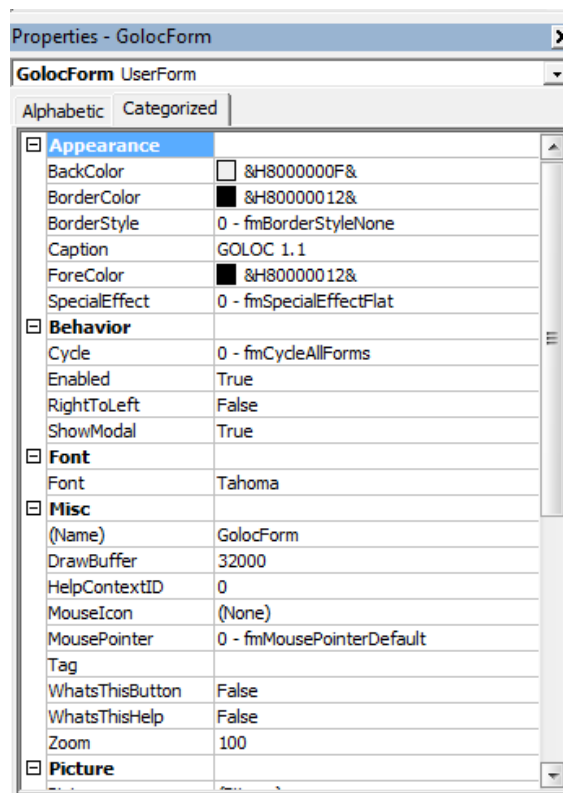 Properties - GolocForm
GolocForm UserForm
Alphabetic Categorized
Appearance
BackColor &H8000000F&
BorderColor &H80000012&
BorderStyle 0 - fmBorderStyleNone
Caption GOLOC 1.1
ForeColor &H80000012&
SpecialEffect 0 - fmSpecialEffectFlat
Behavior
Cycle 0 - fmCycleAllForms
Enabled True
RightToLeft False
ShowModal True
Font
Font Tahoma
Misc
(Name) GolocForm
DrawBuffer 32000
HelpContextID 0
MouseIcon (None)
MousePointer 0 - fmMousePointerDefault
Tag
WhatsThisButton False
WhatsThisHelp False
Zoom 100
Picture